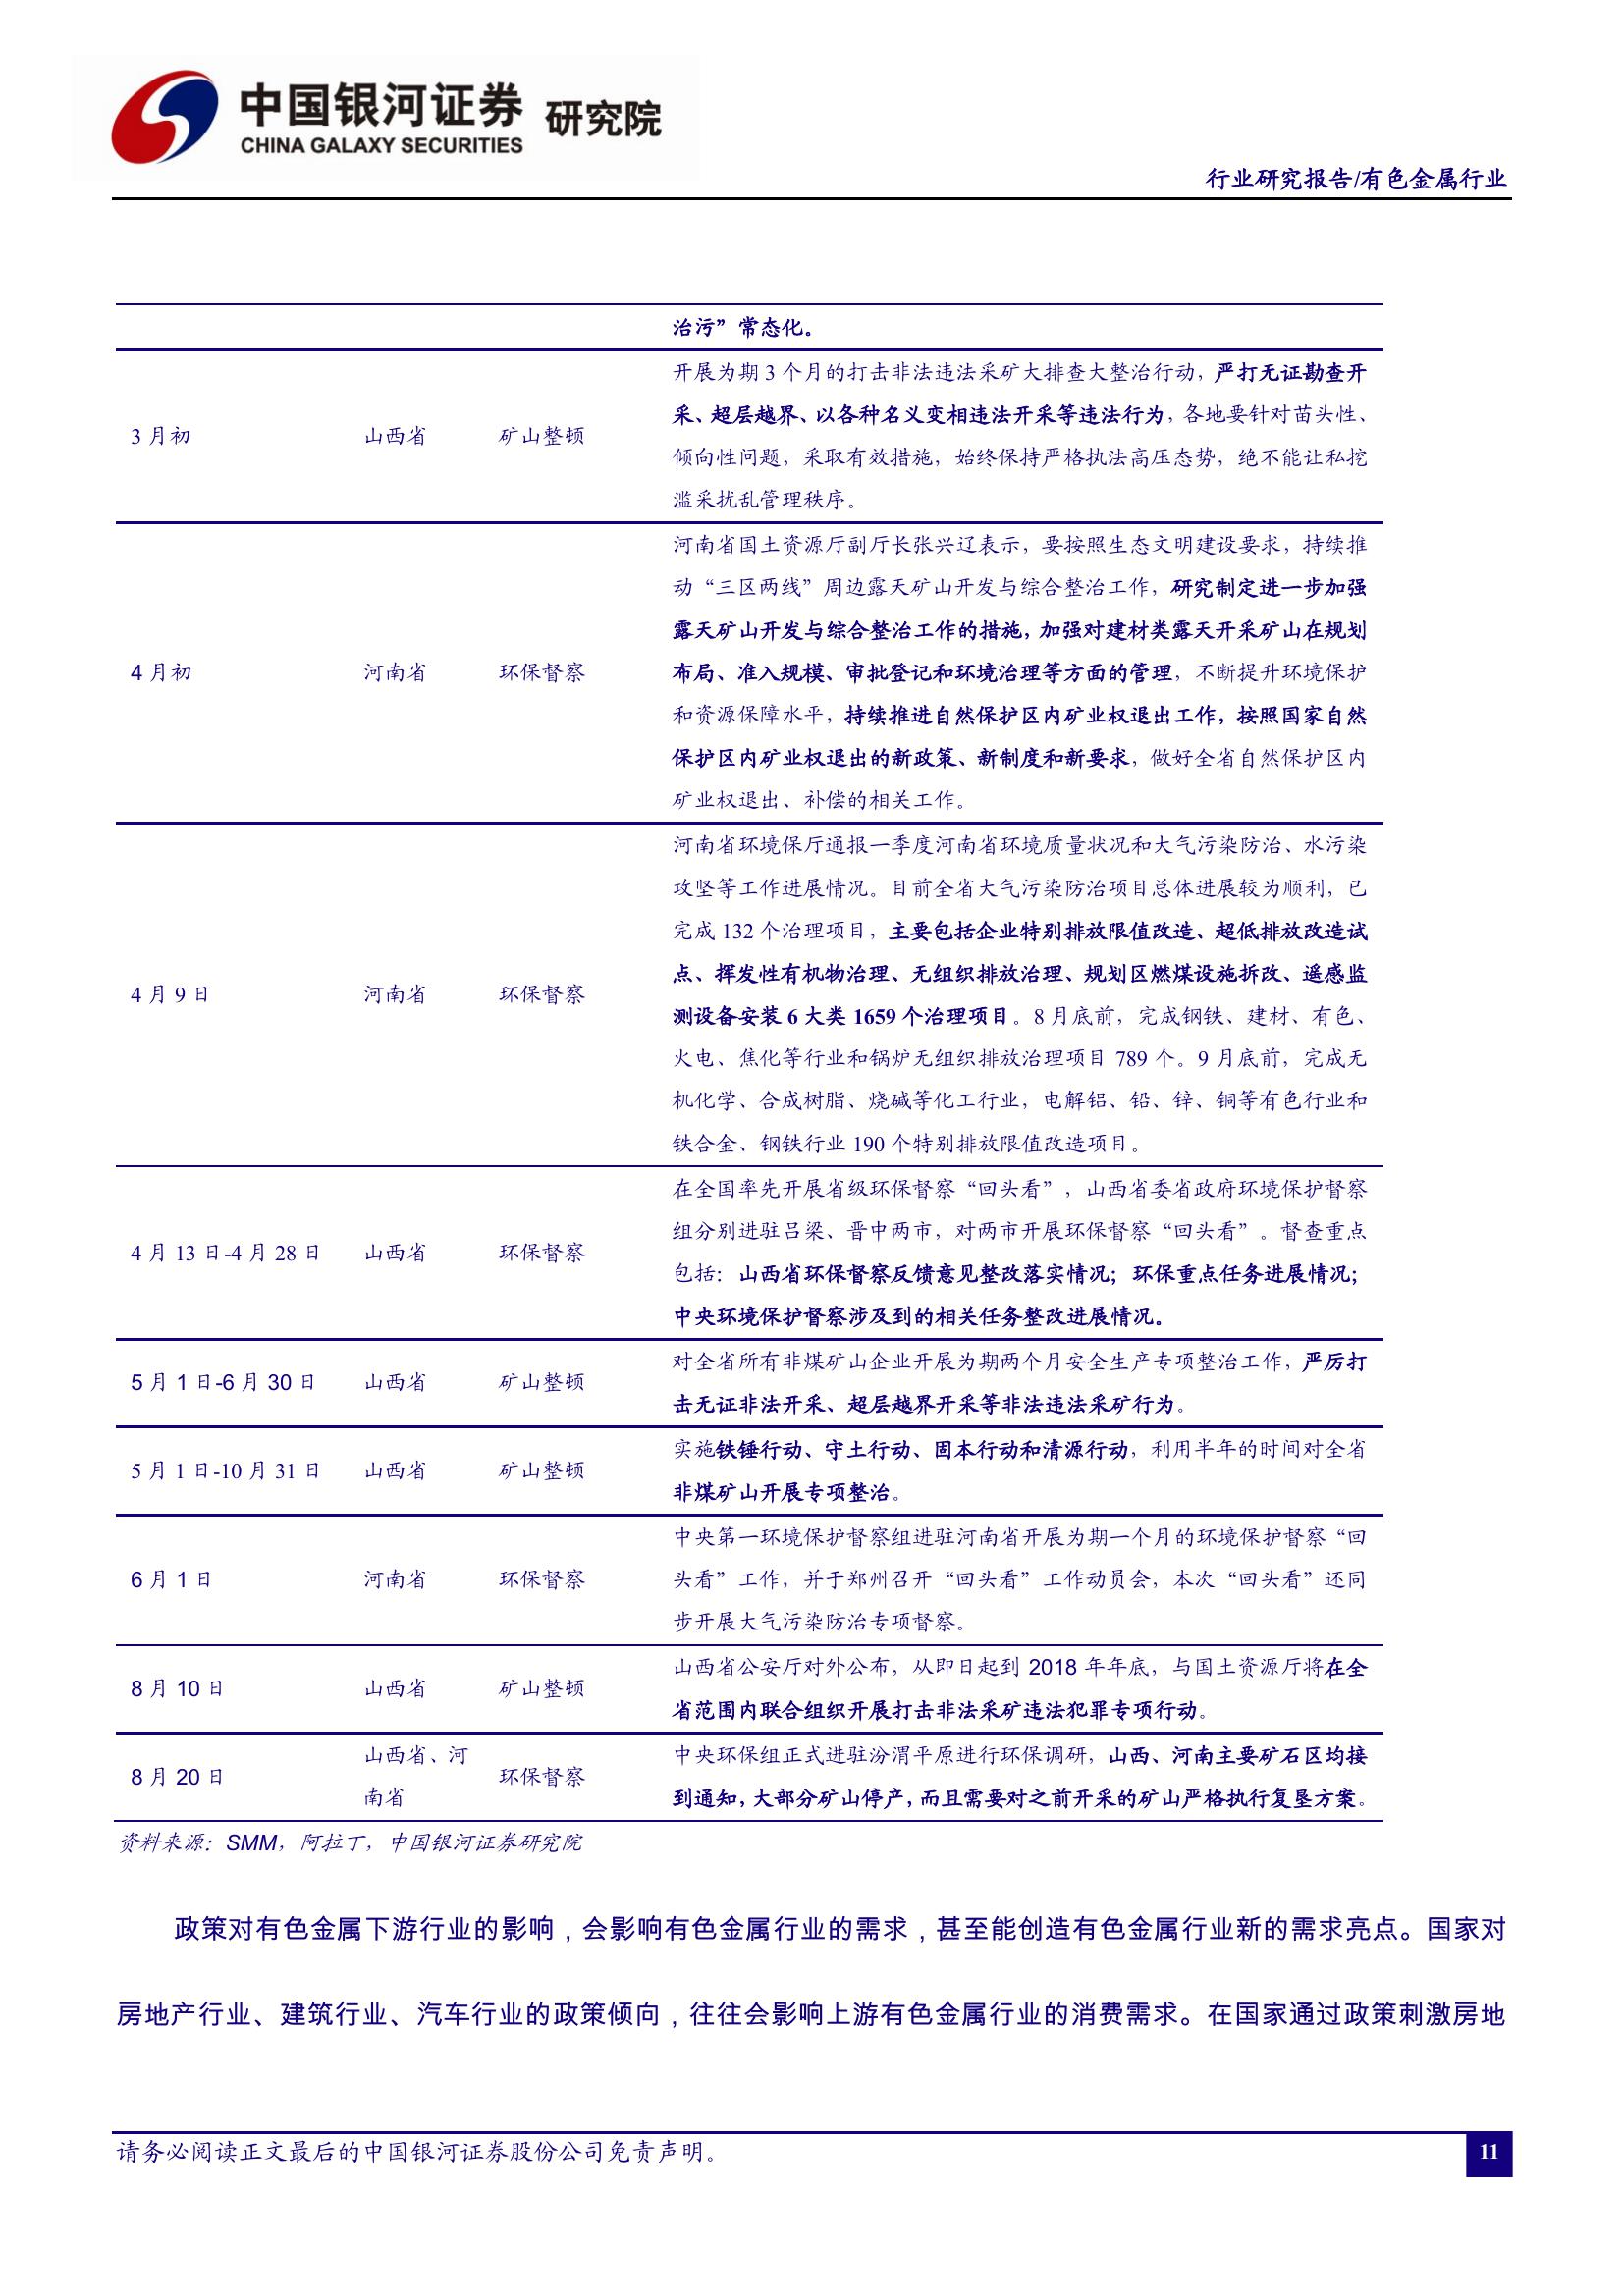 中国银河证券 研究院
CHINA GALAXY SECURITIES
行业研究报告/有色金属行业
治污”常态化。
3 月初 山西省 矿山整顿
开展为期 3 个月的打击非法违法采矿大排查大整治行动，严打无证勘查开
采、超层越界、以各种名义变相违法开采等违法行为，各地要针对苗头性、
倾向性问题，采取有效措施，始终保持严格执法高压态势，绝不能让私挖
滥采扰乱管理秩序。
4 月初 河南省 环保督察
河南省国土资源厅副厅长张兴辽表示，要按照生态文明建设要求，持续推
动“三区两线”周边露天矿山开发与综合整治工作，研究制定进一步加强
露天矿山开发与综合整治工作的措施，加强对建材类露天开采矿山在规划
布局、准入规模、审批登记和环境治理等方面的管理，不断提升环境保护
和资源保障水平，持续推进自然保护区内矿业权退出工作，按照国家自然
保护区内矿业权退出的新政策、新制度和新要求，做好全省自然保护区内
矿业权退出、补偿的相关工作。
4 月 9 日 河南省 环保督察
河南省环境保厅通报一季度河南省环境质量状况和大气污染防治、水污染
攻坚等工作进展情况。目前全省大气污染防治项目总体进展较为顺利，已
完成 132 个治理项目，主要包括企业特别排放限值改造、超低排放改造试
点、挥发性有机物治理、无组织排放治理、规划区燃煤设施拆改、遥感监
测设备安装 6 大类 1659 个治理项目。8 月底前，完成钢铁、建材、有色、
火电、焦化等行业和锅炉无组织排放治理项目 789 个。9 月底前，完成无
机化学、合成树脂、烧碱等化工行业，电解铝、铅、锌、铜等有色行业和
铁合金、钢铁行业 190 个特别排放限值改造项目。
4 月 13 日-4 月 28 日 山西省 环保督察
在全国率先开展省级环保督察“回头看”，山西省委省政府环境保护督察
组分别进驻吕梁、晋中两市，对两市开展环保督察“回头看”。督查重点
包括：山西省环保督察反馈意见整改落实情况；环保重点任务进展情况；
中央环境保护督察涉及到的相关任务整改进展情况。
5 月 1 日-6 月 30 日 山西省 矿山整顿
对全省所有非煤矿山企业开展为期两个月安全生产专项整治工作，严厉打
击无证非法开采、超层越界开采等非法违法采矿行为。
5 月 1 日-10 月 31 日 山西省 矿山整顿
实施铁锤行动、守土行动、固本行动和清源行动，利用半年的时间对全省
非煤矿山开展专项整治。
6 月 1 日 河南省 环保督察
中央第一环境保护督察组进驻河南省开展为期一个月的环境保护督察“回
头看”工作，并于郑州召开“回头看”工作动员会，本次“回头看”还同
步开展大气污染防治专项督察。
8 月 10 日 山西省 矿山整顿
山西省公安厅对外公布，从即日起到 2018 年年底，与国土资源厅将在全
省范围内联合组织开展打击非法采矿违法犯罪专项行动。
8 月 20 日 山西省、河
南省 环保督察
中央环保组正式进驻汾渭平原进行环保调研，山西、河南主要矿石区均接
到通知，大部分矿山停产，而且需要对之前开采的矿山严格执行复垦方案。
资料来源：SMM，阿拉丁，中国银河证券研究院
政策对有色金属下游行业的影响，会影响有色金属行业的需求，甚至能创造有色金属行业新的需求亮点。国家对
房地产行业、建筑行业、汽车行业的政策倾向，往往会影响上游有色金属行业的消费需求。在国家通过政策刺激房地
请务必阅读正文最后的中国银河证券股份公司免责声明。
11